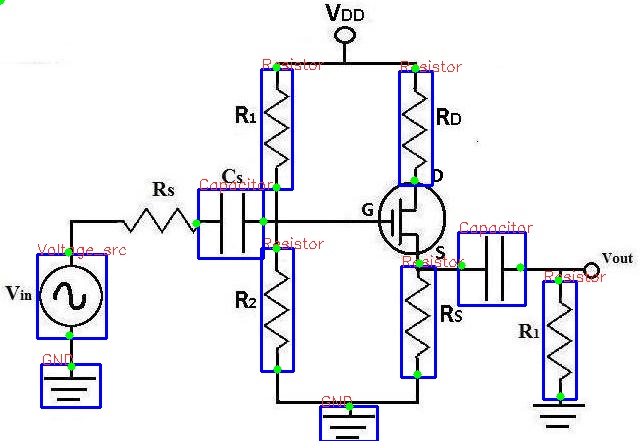 VDD
Resistor
Resistor
R1
RD
Cs
Capacitor
Rs
D
G
Capacitor
S
Resistor
Voltage_src
Resistor
Vout
Resistor
Vin
R2
RS
R1
GND
GND